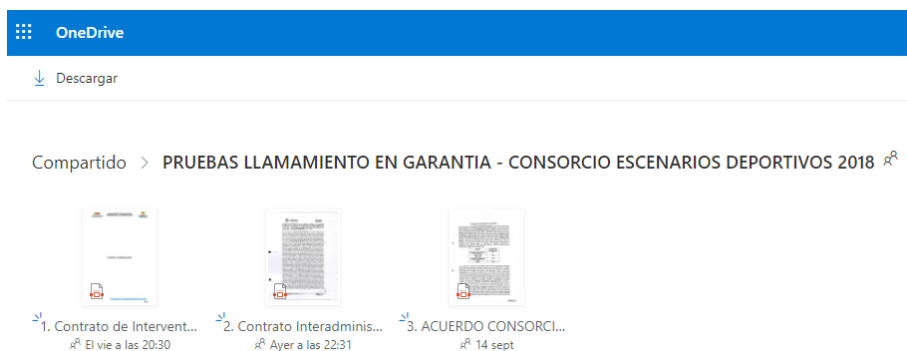 OneDrive
Descargar
Compartido > PRUEBAS LLAMAMIENTO EN GARANTIA - CONSORCIO ESCENARIOS DEPORTIVOS 2018
1. Contrato de Intervent... 2. Contrato Interadminis... 3. ACUERDO CONSORCI...
El vie a las 20:30 Ayer a las 22:31 14 sept